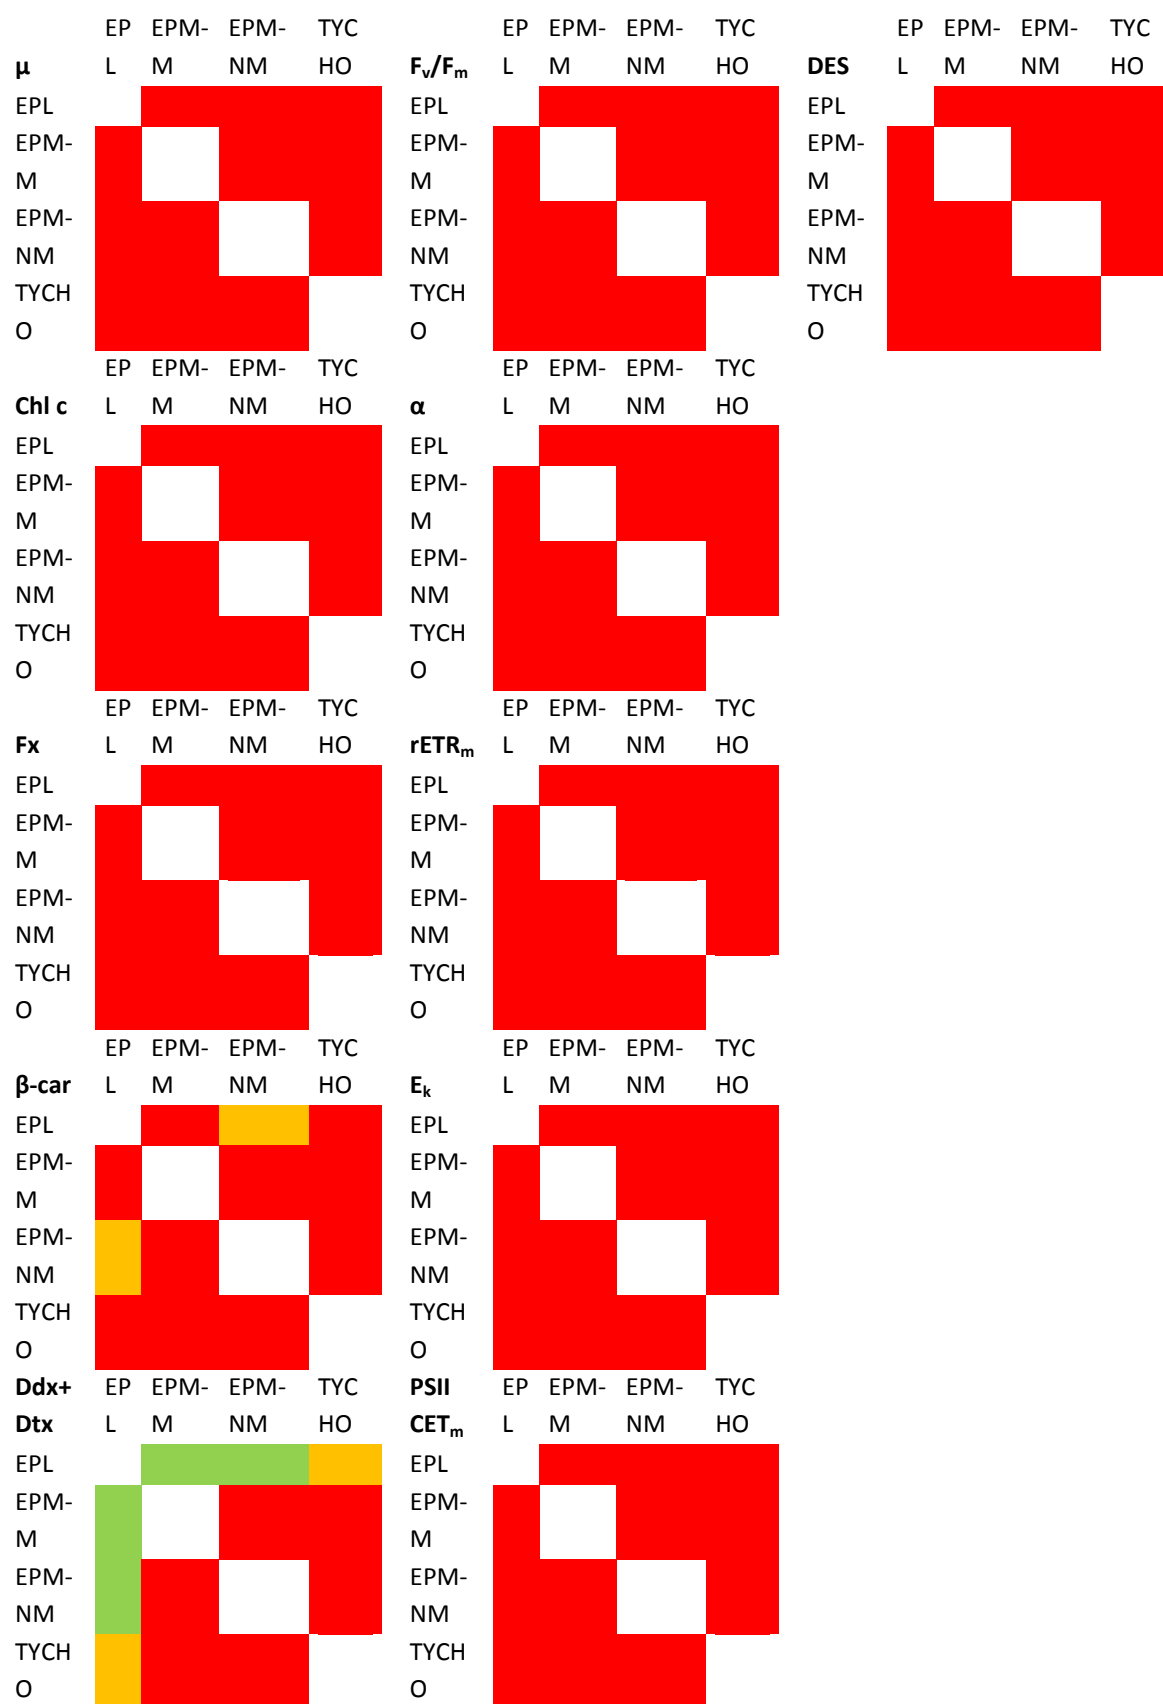 EP EPM- EPM- TYC EP EPM- EPM- TYC EP EPM- EPM- TYC
μ L M NM HO Fv/Fm L M NM HO DES L M NM HO
EPL EPL EPL
EPM- EPM- EPM-
M M M
EPM- EPM- EPM-
NM NM NM
TYCH TYCH TYCH
O O O
EP EPM- EPM- TYC EP EPM- EPM- TYC
Chl c L M NM HO α L M NM HO
EPL EPL
EPM- EPM-
M M
EPM- EPM-
NM NM
TYCH TYCH
O O
EP EPM- EPM- TYC EP EPM- EPM- TYC
Fx L M NM HO rETRm L M NM HO
EPL EPL
EPM- EPM-
M M
EPM- EPM-
NM NM
TYCH TYCH
O O
EP EPM- EPM- TYC EP EPM- EPM- TYC
β-car L M NM HO Ek L M NM HO
EPL EPL
EPM- EPM-
M M
EPM- EPM-
NM NM
TYCH TYCH
O O
Ddx+ EP EPM- EPM- TYC PSII EP EPM- EPM- TYC
Dtx L M NM HO CETm L M NM HO
EPL EPL
EPM- EPM-
M M
EPM- EPM-
NM NM
TYCH TYCH
O O